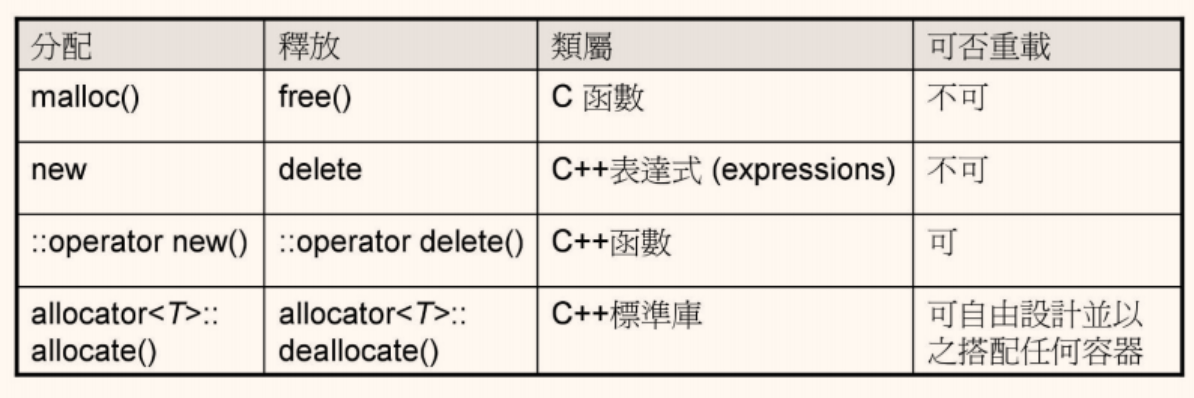 分配 釋放 類屬 可否重載
malloc() free() C 函數 不可
new delete C++表達式 (expressions) 不可
::operator new() ::operator delete() C++函數 可
allocator<T>:: allocator<T>:: C++標準庫 可自由設計並以
allocate() deallocate() 之搭配任何容器